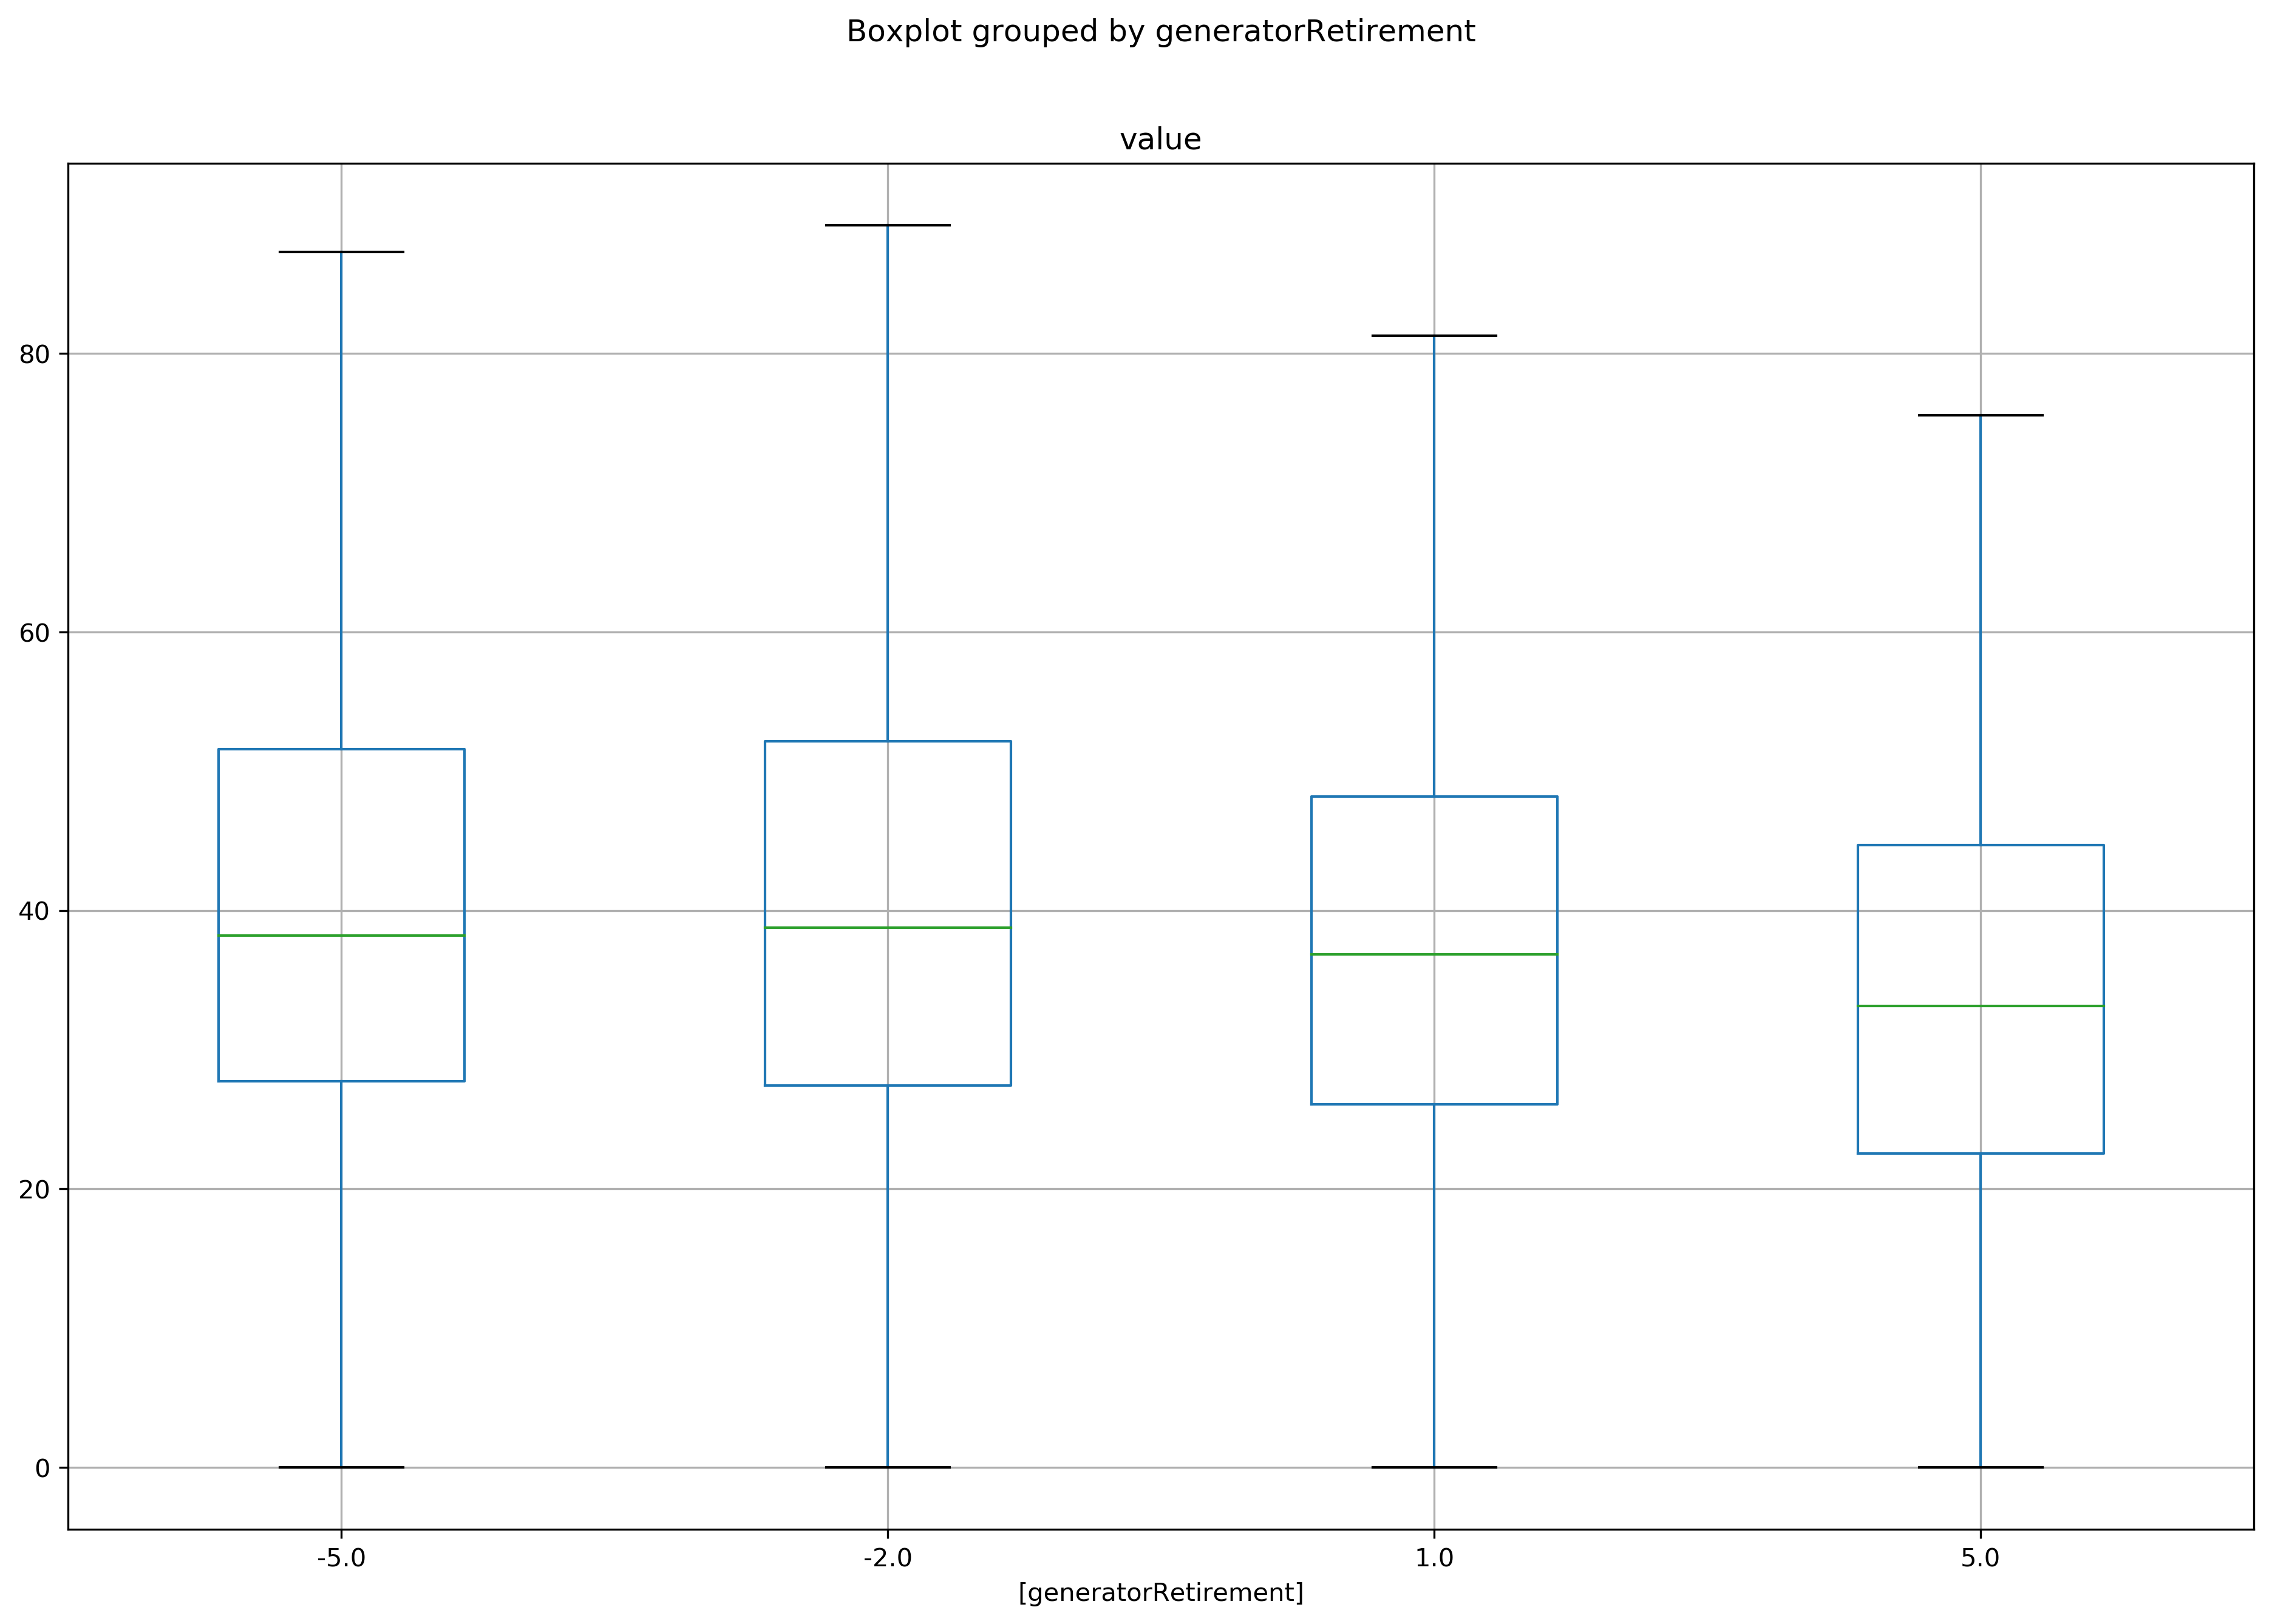 Boxplot grouped by generatorRetirement
value
80
60
40
20
0
-5.0 -2.0 1.0 5.0
[generatorRetirement]